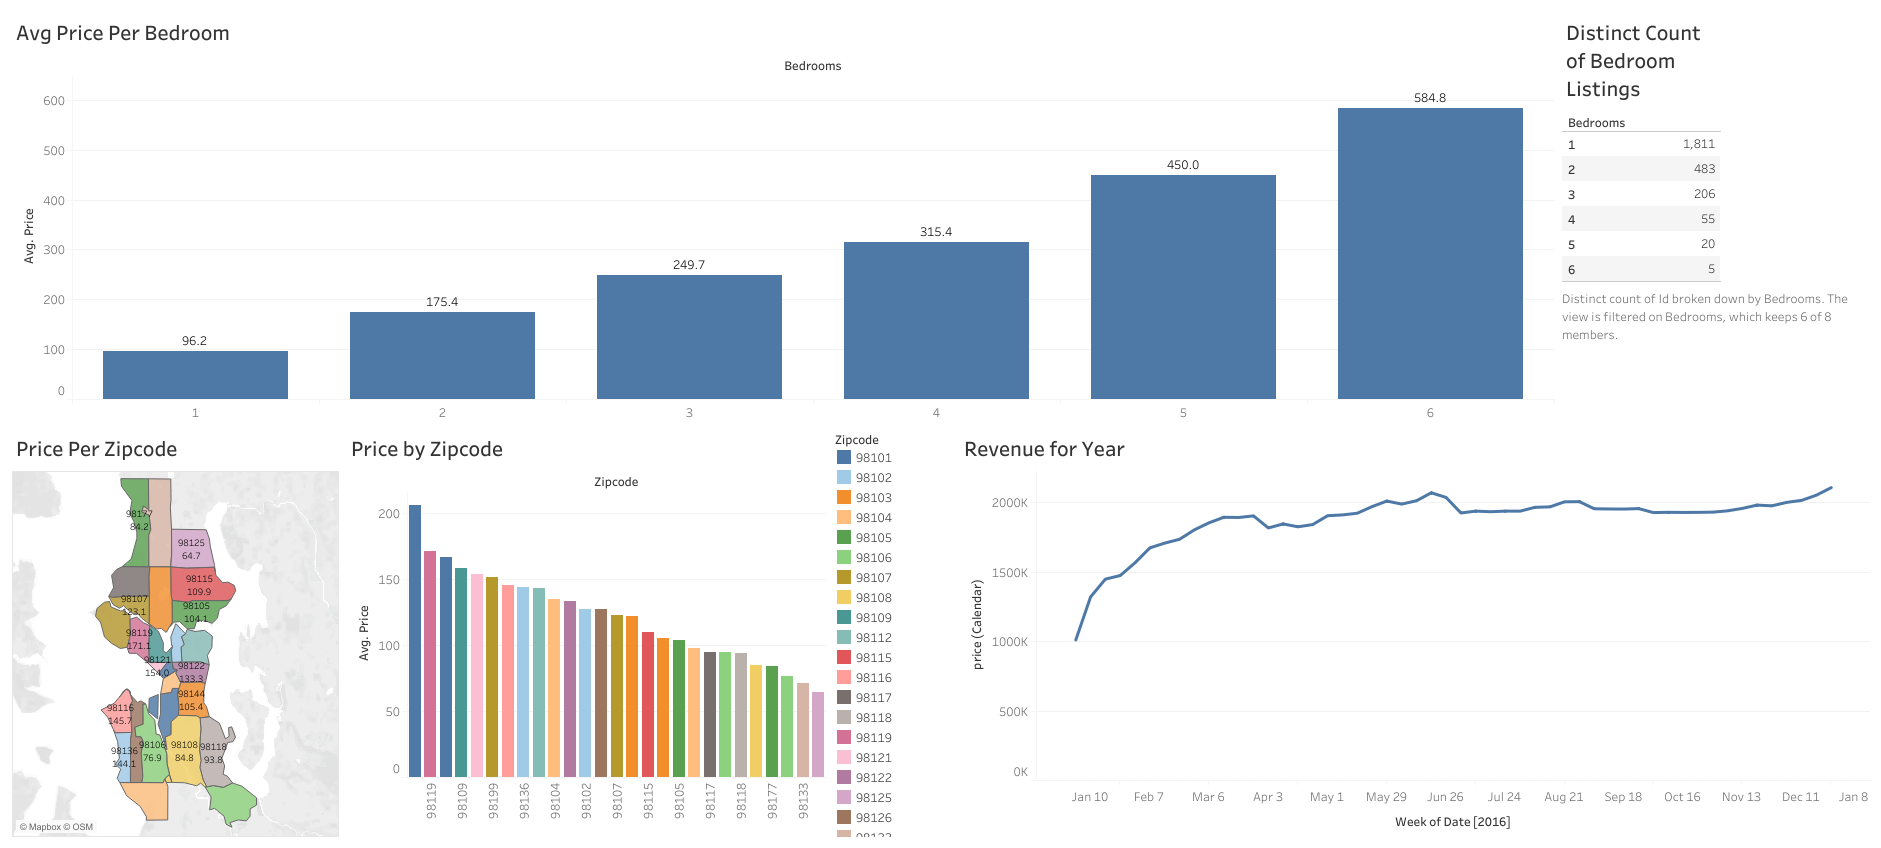 Avg Price Per Bedroom
Bedrooms
Avg. Price
600
500
400
300
200
100
0
96.2
175.4
249.7
315.4
450.0
584.8
1
2
3
4
5
6
Distinct Count
of Bedroom
Listings
Bedrooms
1 1,811
2 483
3 206
4 55
5 20
6 5
Distinct count of Id broken down by Bedrooms. The
view is filtered on Bedrooms, which keeps 6 of 8
members.
Price Per Zipcode
98177
84.2
98125
64.7
98115
109.9
98107
123.1
98105
104.1
98119
171.1
98121
154.0
98122
133.3
98144
105.4
98116
145.7
98136
144.1
98106
76.9
98108
84.8
98118
93.8
© Mapbox © OSM
Price by Zipcode
Zipcode
Avg. Price
200
150
100
50
0
98119
98109
98199
98136
98104
98102
98107
98115
98105
98117
98118
98177
98133
Zipcode
98101
98102
98103
98104
98105
98106
98107
98108
98109
98112
98115
98116
98117
98118
98119
98121
98122
98125
98126
98133
Revenue for Year
price (Calendar)
2000K
1500K
1000K
500K
0K
Jan 10
Feb 7
Mar 6
Apr 3
May 1
May 29
Jun 26
Jul 24
Aug 21
Sep 18
Oct 16
Nov 13
Dec 11
Jan 8
Week of Date [2016]